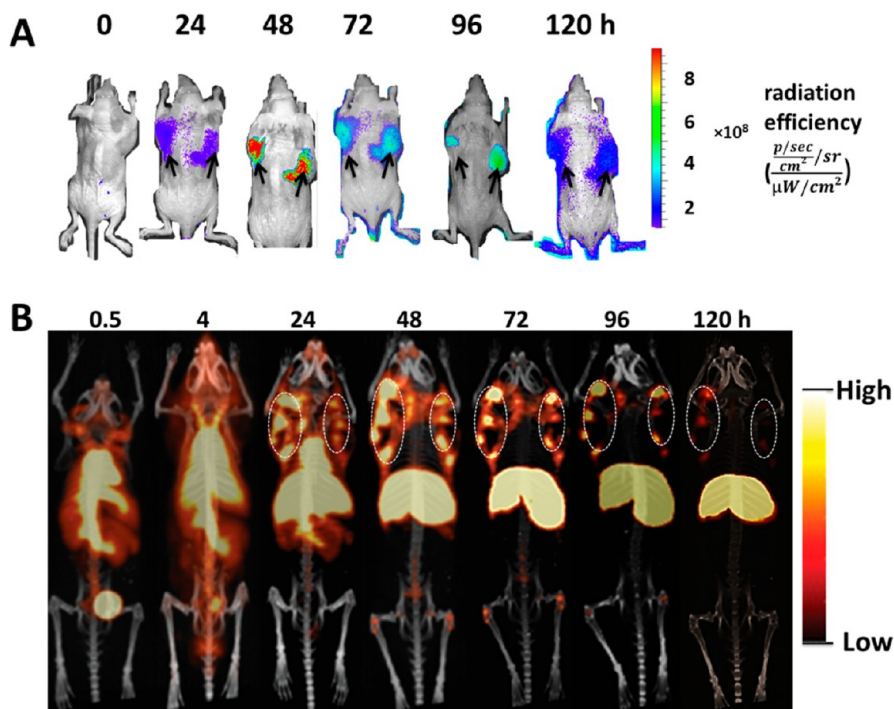 A
0 24 48 72 96 120 h
8
6
4
2
×10⁸
radiation
efficiency
(p/sec/cm²/sr / µW/cm²)
B
0.5 4 24 48 72 96 120 h
High
Low